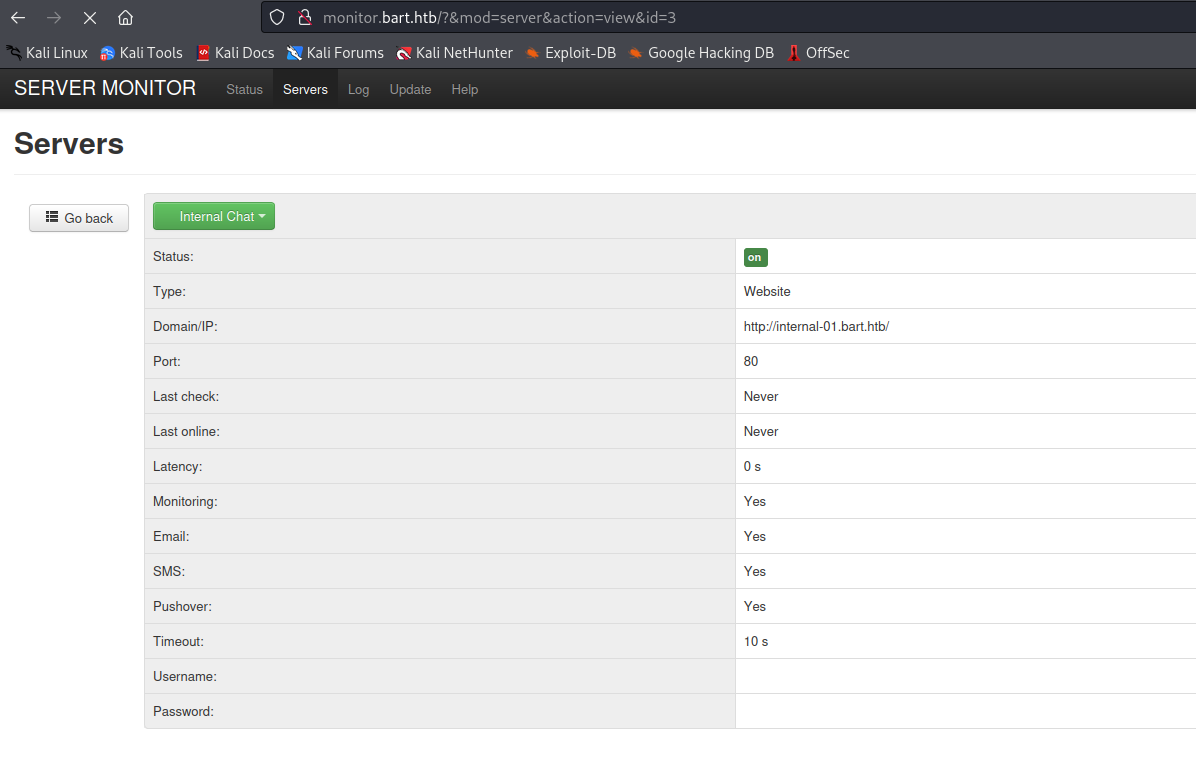 monitor.bart.htb/?&mod=server&action=view&id=3
Kali Linux Kali Tools Kali Docs Kali Forums Kali NetHunter Exploit-DB Google Hacking DB OffSec
SERVER MONITOR Status Servers Log Update Help
Servers
Go back
Internal Chat
Status: on
Type: Website
Domain/IP: http://internal-01.bart.htb/
Port: 80
Last check: Never
Last online: Never
Latency: 0 s
Monitoring: Yes
Email: Yes
SMS: Yes
Pushover: Yes
Timeout: 10 s
Username:
Password: